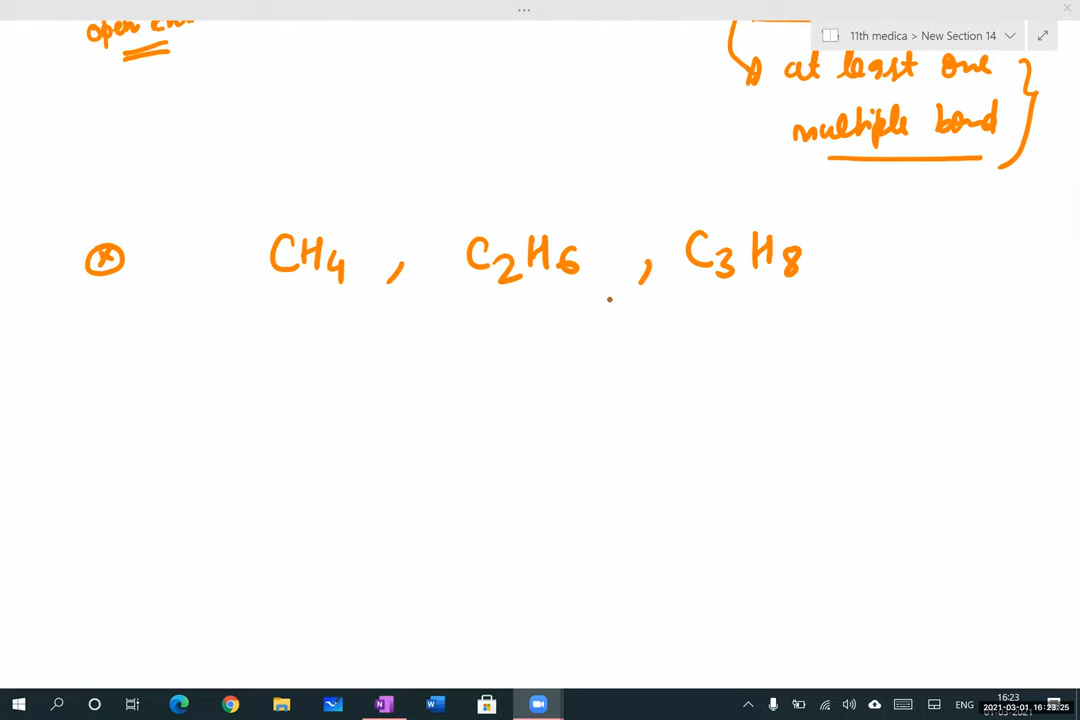 ...
11th medica > New Section 14
open
at least one
multiple bond
CH4 , C2H6 , C3H8
ENG
16:23
2021-03-01 16:23:25